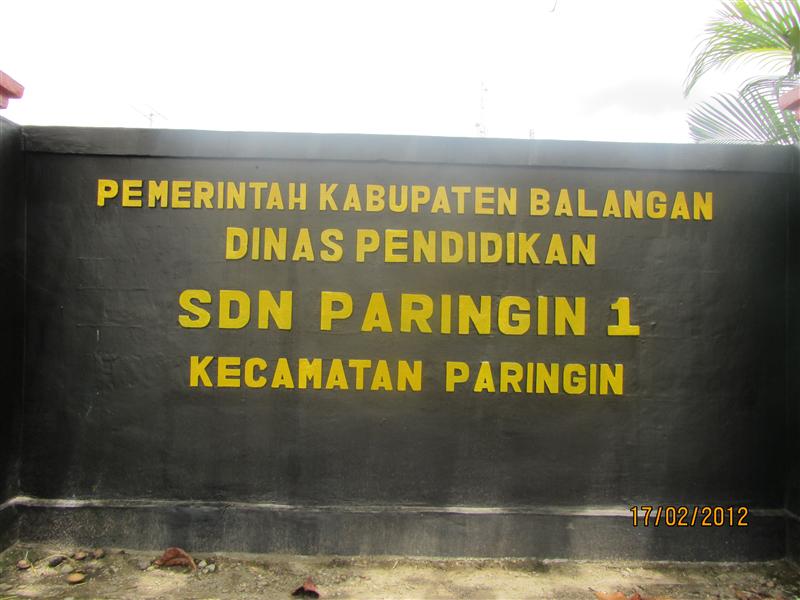 PEMERINTAH KABUPATEN BALANGAN
DINAS PENDIDIKAN
SDN PARINGIN 1
KECAMATAN PARINGIN
17/02/2012